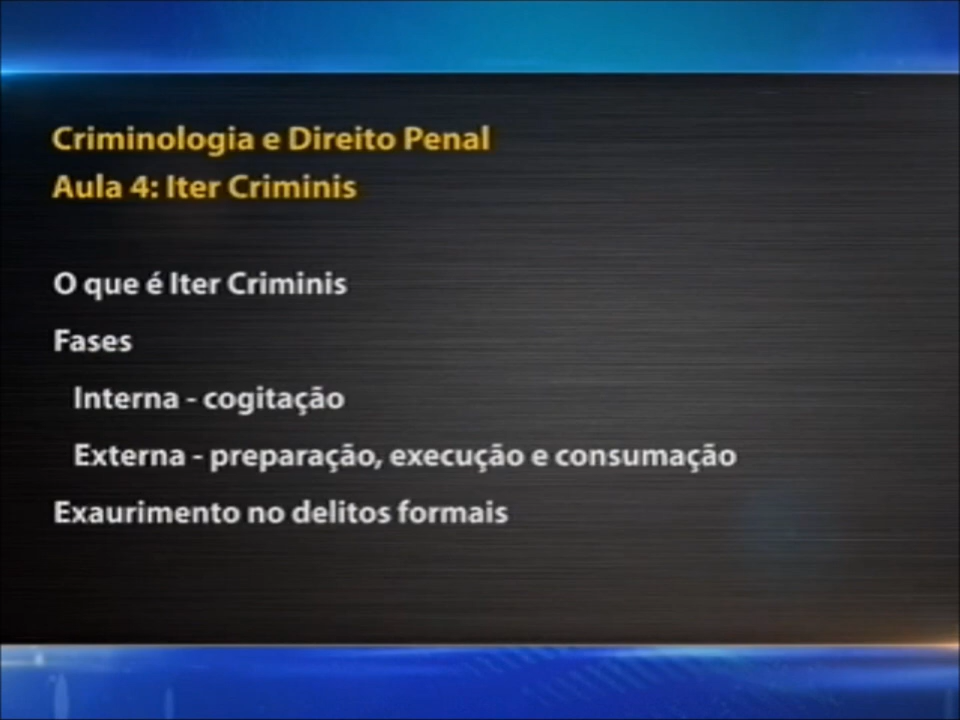 Criminologia e Direito Penal
Aula 4: Iter Criminis
O que é Iter Criminis
Fases
Interna - cogitação
Externa - preparação, execução e consumação
Exaurimento no delitos formais